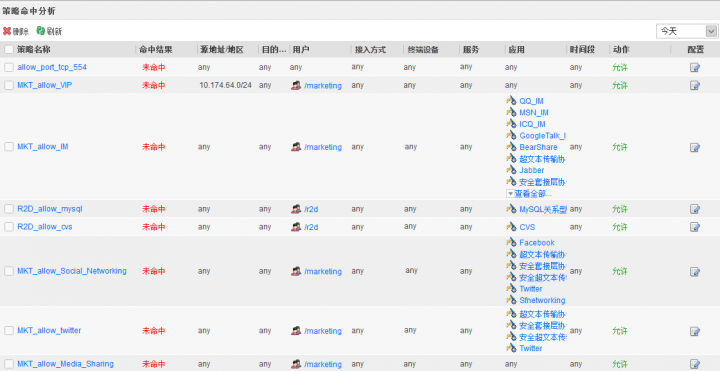 策略命中分析
删除 刷新 今天
策略名称 命中结果 源地址/地区 目的... 用户 接入方式 终端设备 服务 应用 时间段 动作 配置
allow_port_tcp_554 未命中 any any any any any any any any 允许
MKT_allow_VIP 未命中 10.174.64.0/24 any /marketing any any any any any 允许
QQ_IM
MSN_IM
ICQ_IM
GoogleTalk_I
MKT_allow_IM 未命中 any any /marketing any any any BearShare any 允许
超文本传输协
Jabber
安全套接层协
查看全部...
R2D_allow_mysql 未命中 any any /r2d any any any MySQL关系型 any 允许
R2D_allow_cvs 未命中 any any /r2d any any any CVS any 允许
Facebook
超文本传输协
MKT_allow_Social_Networking 未命中 any any /marketing any any any 安全套接层协 any 允许
安全超文本传
Twitter
Sfnetworking
超文本传输协
MKT_allow_twitter 未命中 any any /marketing any any any 安全套接层协 any 允许
安全超文本传
Twitter
MKT_allow_Media_Sharing 未命中 any any /marketing any any any any any 允许